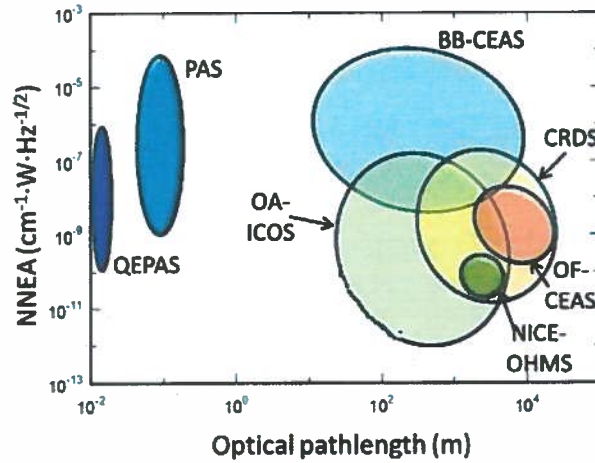 10⁻³
10⁻⁵
10⁻⁷
10⁻⁹
10⁻¹¹
10⁻¹³
NNEA (cm⁻¹·W·Hz⁻¹/²)
10⁻²
10⁰
10²
10⁴
Optical pathlength (m)
QEPAS
PAS
BB-CEAS
CRDS
OA-
ICOS
OF-
CEAS
NICE-
OHMS